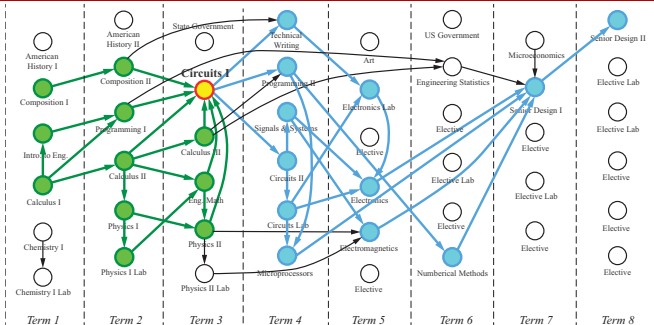 American
History I
Composition I
Intro. to Eng.
Calculus I
Chemistry I
Chemistry I Lab
Term 1
American
History II
Composition II
Programming I
Calculus II
Physics I
Physics I Lab
Term 2
State Government
Circuits I
Calculus III
Eng. Math
Physics II
Physics II Lab
Term 3
Technical
Writing
Programming II
Signals & Systems
Circuits II
Circuits Lab
Microprocessors
Term 4
Art
Electronics Lab
Elective
Electronics
Electromagnetics
Elective
Term 5
US Government
Engineering Statistics
Elective
Elective Lab
Elective
Numberical Methods
Term 6
Microeconomics
Senior Design I
Elective
Elective Lab
Elective
Term 7
Senior Design II
Elective Lab
Elective Lab
Elective
Elective
Elective
Term 8